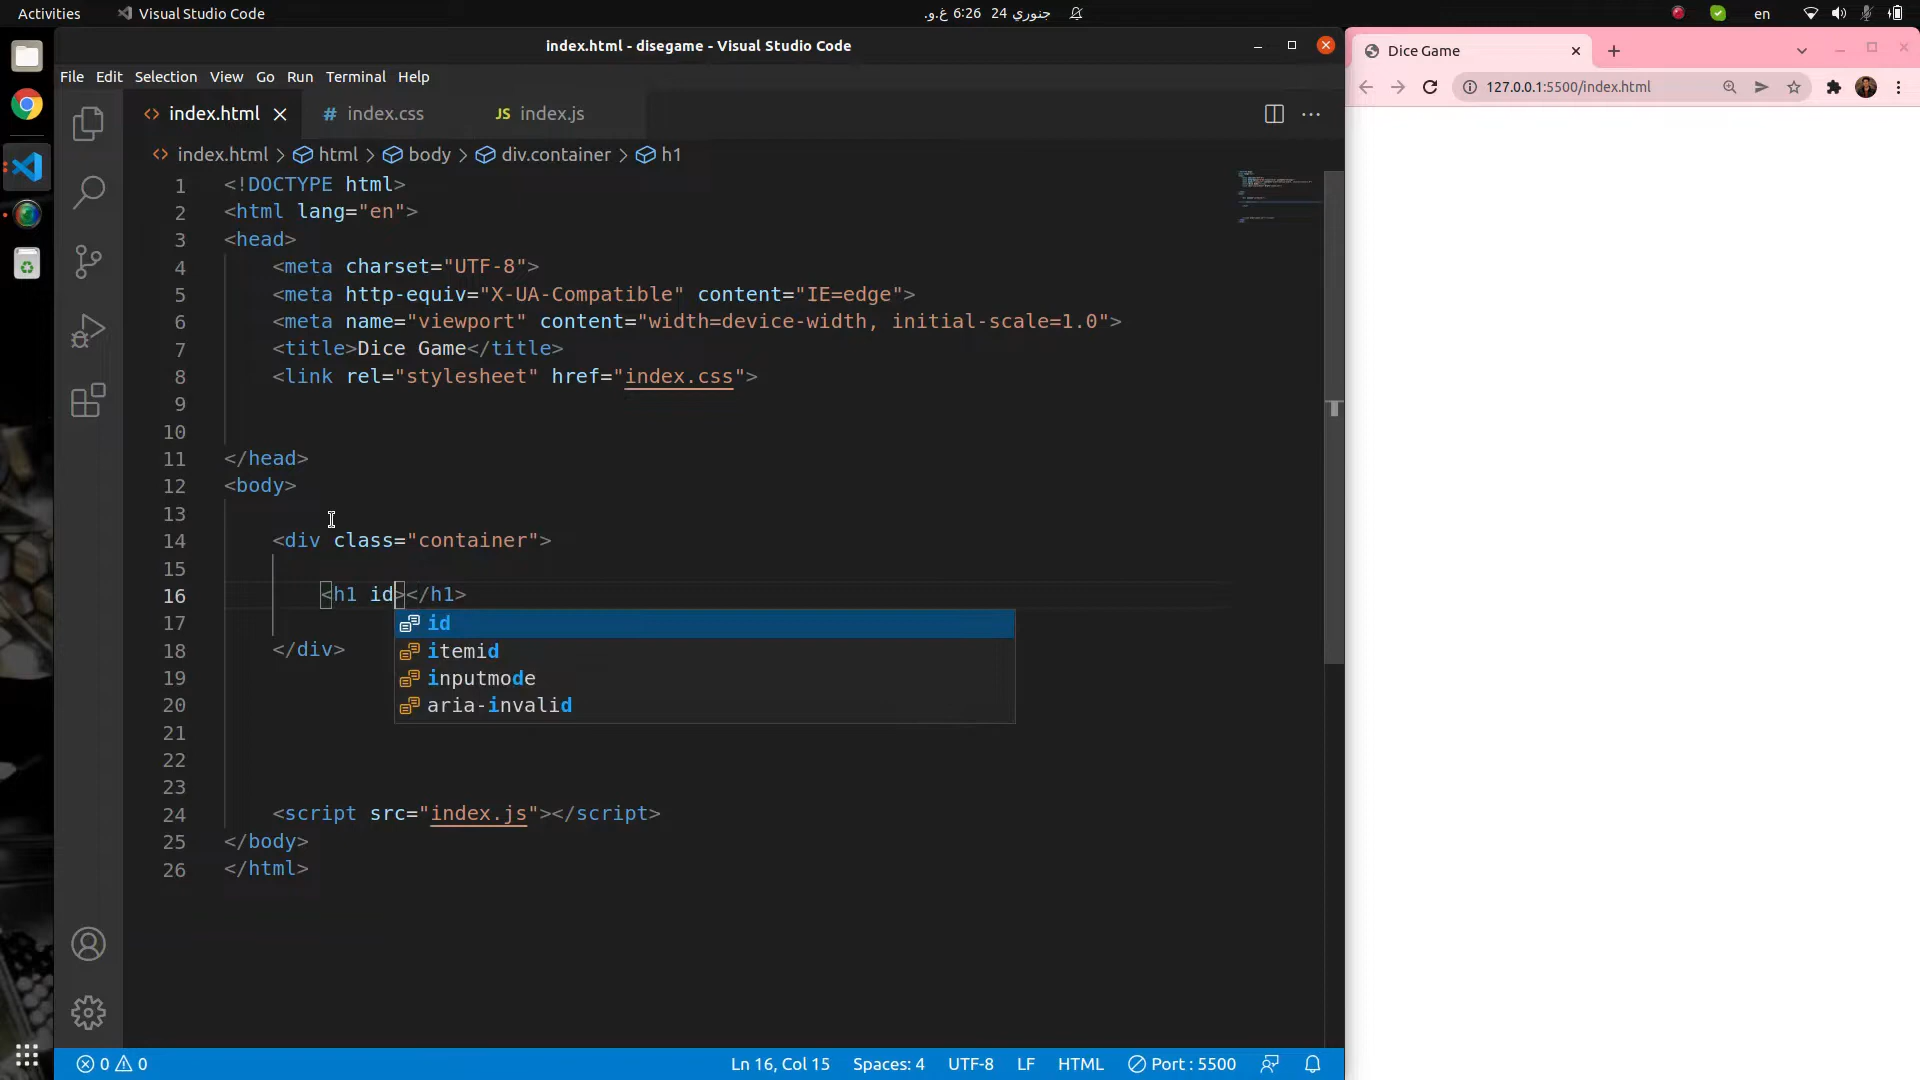 Activities
Visual Studio Code
جنوري 24 6:26 غ.و.
en
index.html - disegame - Visual Studio Code
File Edit Selection View Go Run Terminal Help
index.html
# index.css
JS index.js
index.html > html > body > div.container > h1
1 <!DOCTYPE html>
2 <html lang="en">
3 <head>
4 <meta charset="UTF-8">
5 <meta http-equiv="X-UA-Compatible" content="IE=edge">
6 <meta name="viewport" content="width=device-width, initial-scale=1.0">
7 <title>Dice Game</title>
8 <link rel="stylesheet" href="index.css">
9
10
11 </head>
12 <body>
13
14 <div class="container">
15
16 <h1 id></h1>
id
17
itemid
18 </div>
inputmode
19
aria-invalid
20
21
22
23
24 <script src="index.js"></script>
25 </body>
26 </html>
0 0
Ln 16, Col 15
Spaces: 4
UTF-8
LF
HTML
Port : 5500
Dice Game
127.0.0.1:5500/index.html